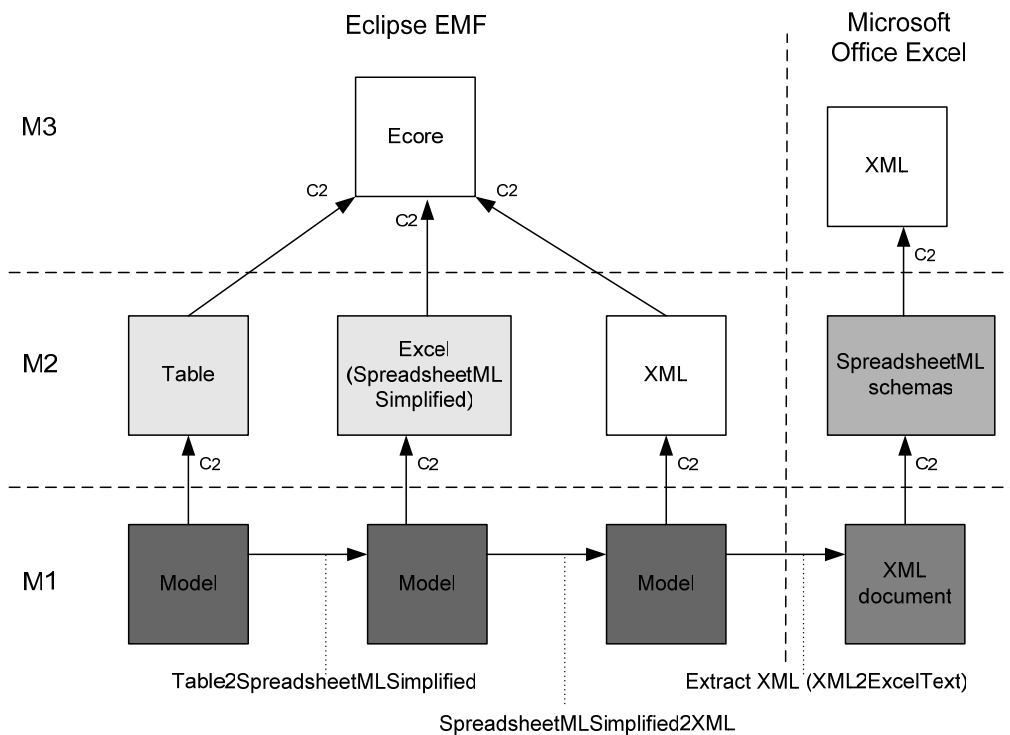 Eclipse EMF
Microsoft
Office Excel
M3
Ecore
XML
C2
C2
C2
C2
M2
Table
Excel
(SpreadsheetML
Simplified)
XML
SpreadsheetML
schemas
C2
C2
C2
C2
M1
Model
Model
Model
XML
document
Table2SpreadsheetMLSimplified
Extract XML (XML2ExcelText)
SpreadsheetMLSimplified2XML